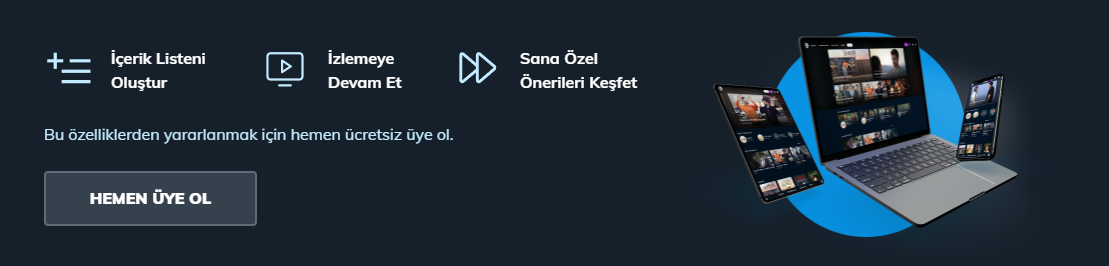 İçerik Listeni
Oluştur
İzlemeye
Devam Et
Sana Özel
Önerileri Keşfet
Bu özelliklerden yararlanmak için hemen ücretsiz üye ol.
HEMEN ÜYE OL